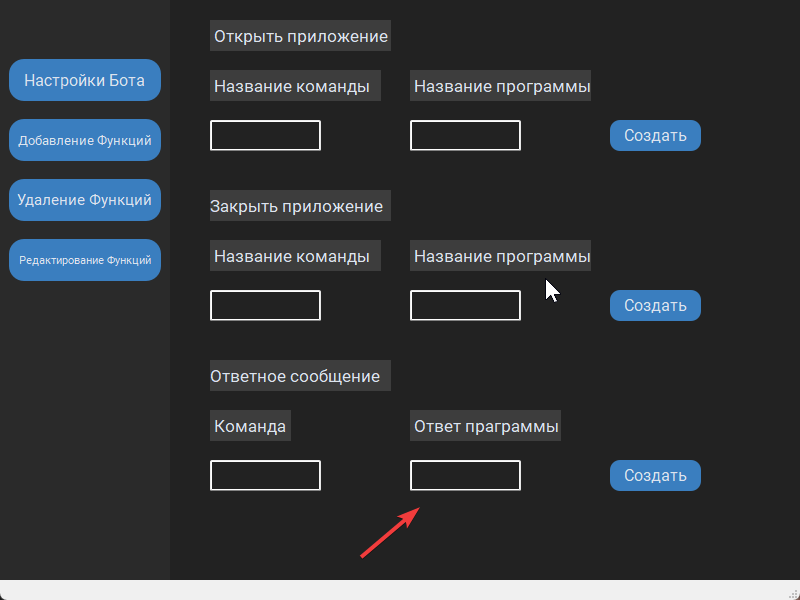 Открыть приложение
Название команды Название программы
Настройки Бота
Добавление Функций
Создать
Удаление Функций
Закрыть приложение
Редактирование Функций
Название команды Название программы
Создать
Ответное сообщение
Команда Ответ праграммы
Создать